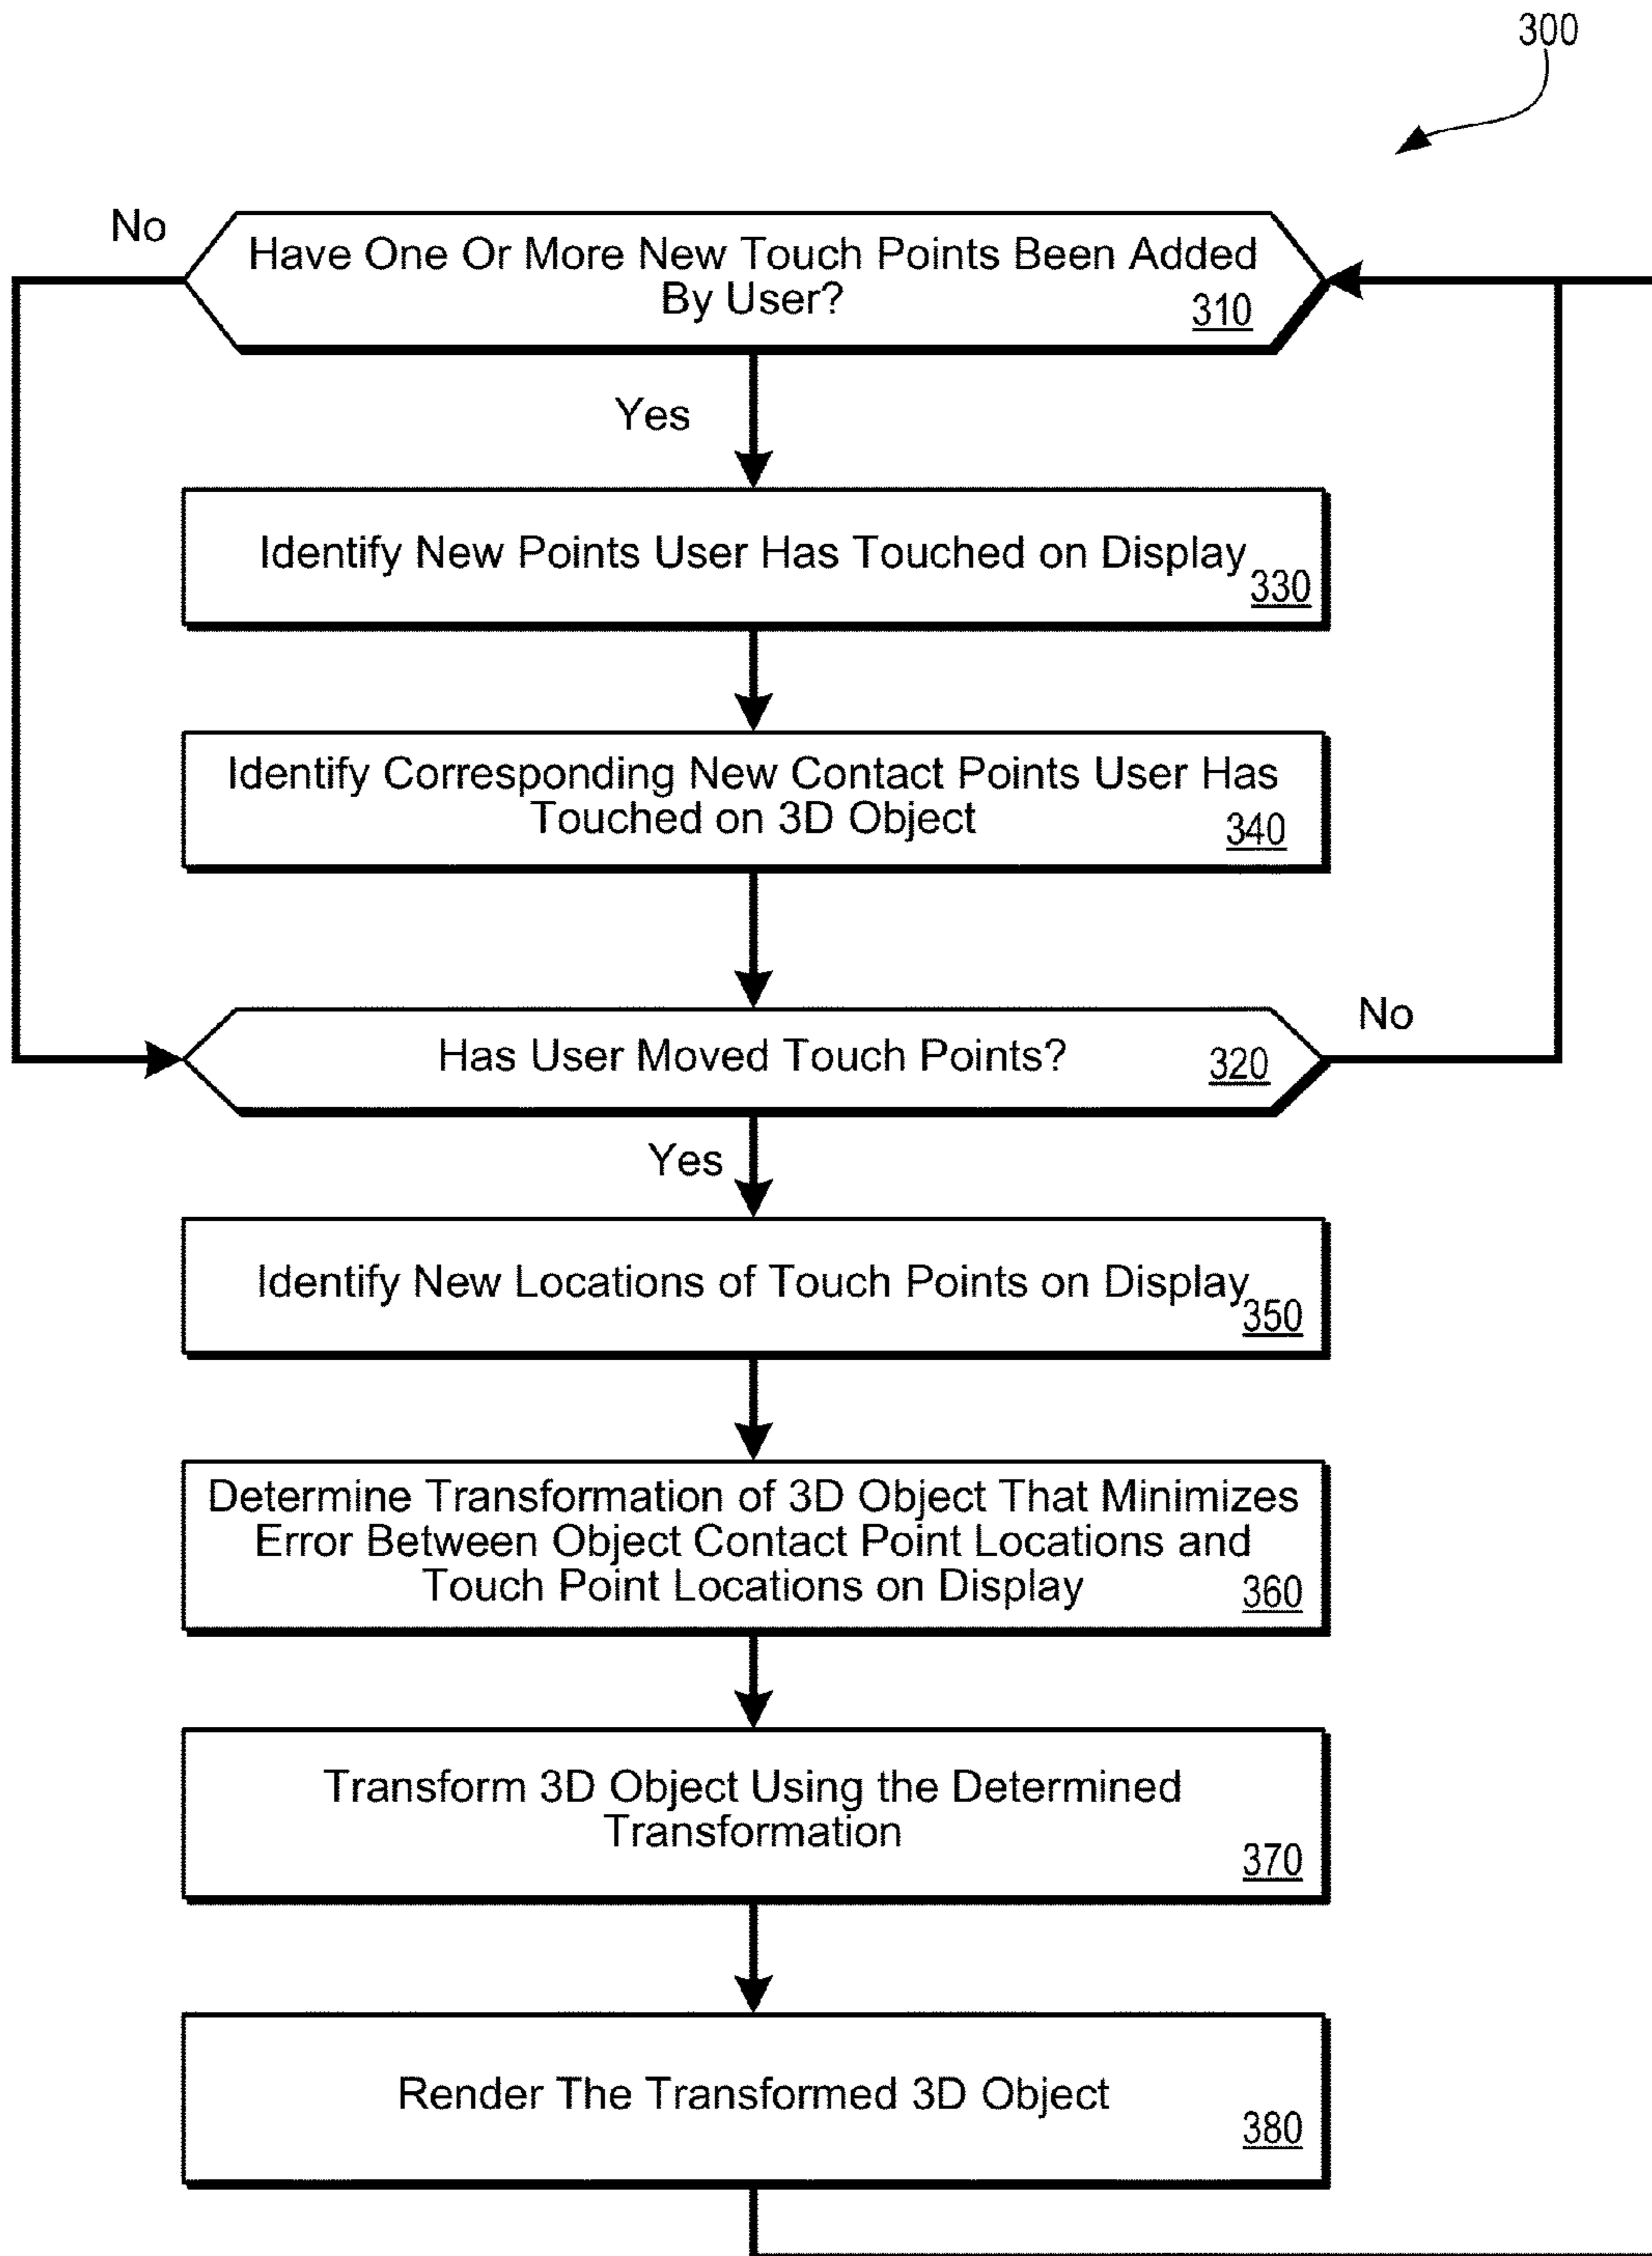 300
No
Have One Or More New Touch Points Been Added
By User?
310
Yes
Identify New Points User Has Touched on Display
330
Identify Corresponding New Contact Points User Has
Touched on 3D Object
340
Has User Moved Touch Points?
320
No
Yes
Identify New Locations of Touch Points on Display
350
Determine Transformation of 3D Object That Minimizes
Error Between Object Contact Point Locations and
Touch Point Locations on Display
360
Transform 3D Object Using the Determined
Transformation
370
Render The Transformed 3D Object
380